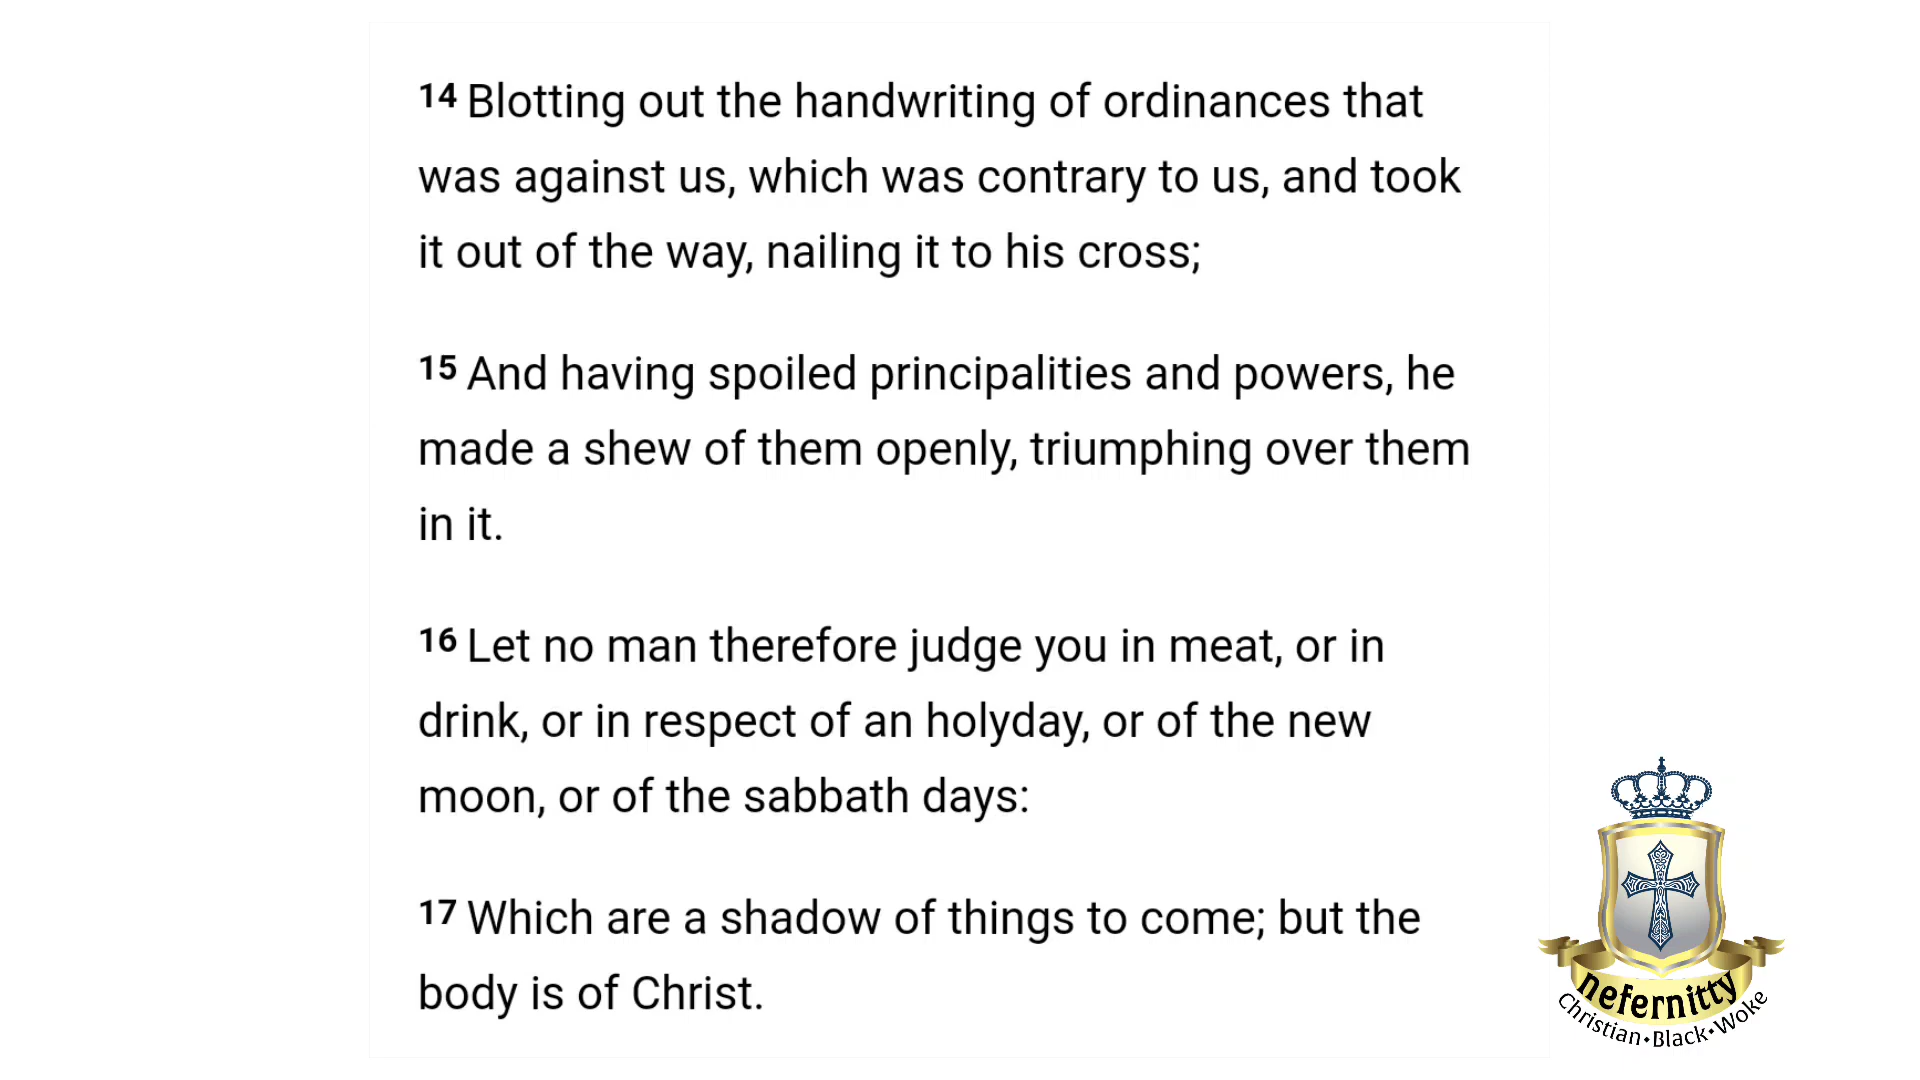 14 Blotting out the handwriting of ordinances that
was against us, which was contrary to us, and took
it out of the way, nailing it to his cross;
15 And having spoiled principalities and powers, he
made a shew of them openly, triumphing over them
in it.
16 Let no man therefore judge you in meat, or in
drink, or in respect of an holyday, or of the new
moon, or of the sabbath days:
17 Which are a shadow of things to come; but the
body is of Christ.
nefernitty
Christian•Black•Woke